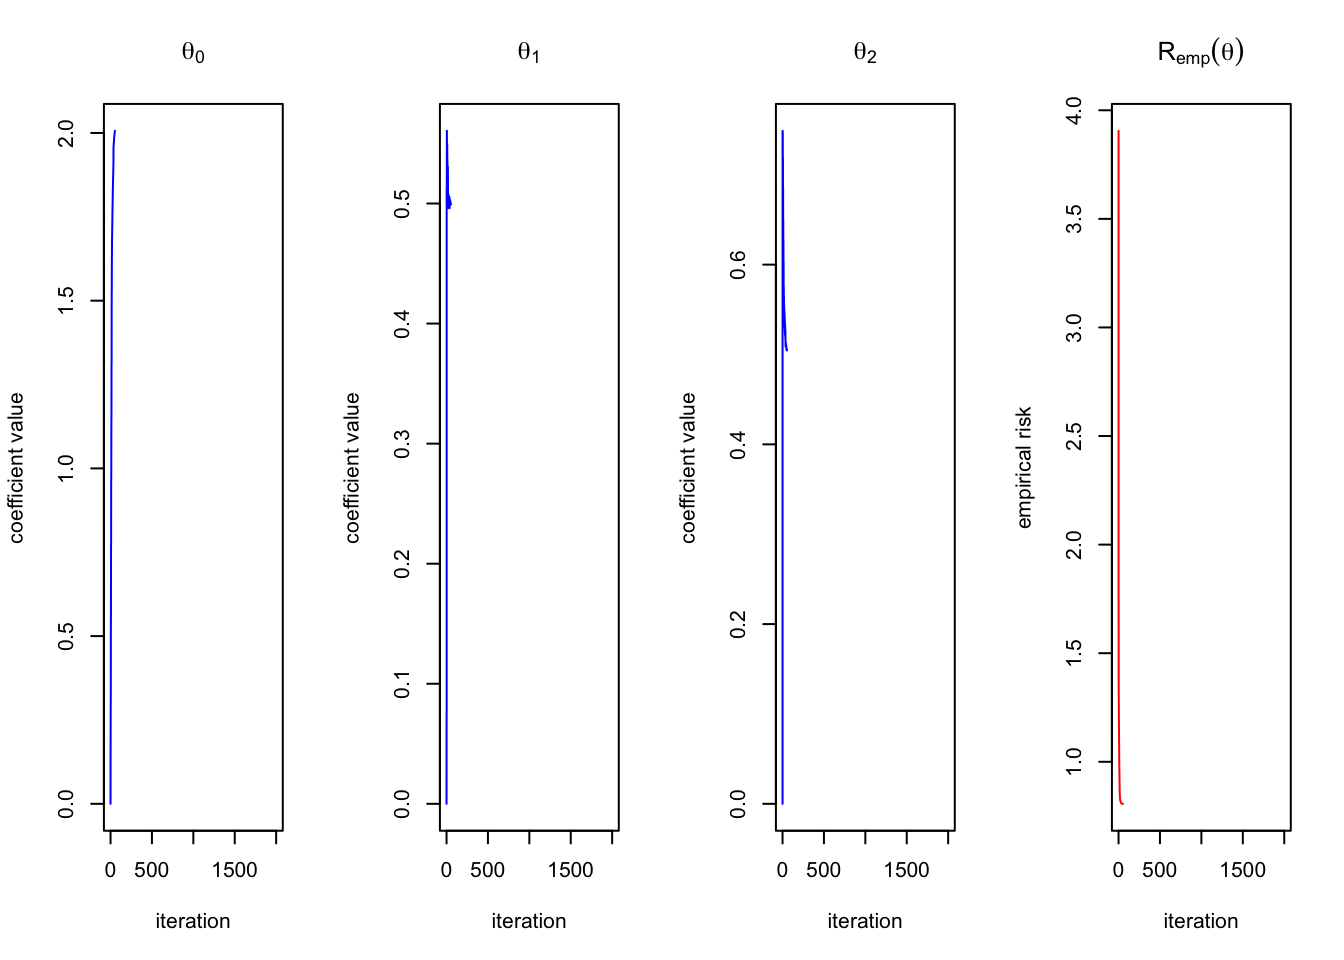 θ0
coefficient value
2.0
1.5
1.0
0.5
0.0
0 500 1500
iteration
θ1
coefficient value
0.5
0.4
0.3
0.2
0.1
0.0
0 500 1500
iteration
θ2
coefficient value
0.6
0.4
0.2
0.0
0 500 1500
iteration
Remp(θ)
empirical risk
4.0
3.5
3.0
2.5
2.0
1.5
1.0
0 500 1500
iteration